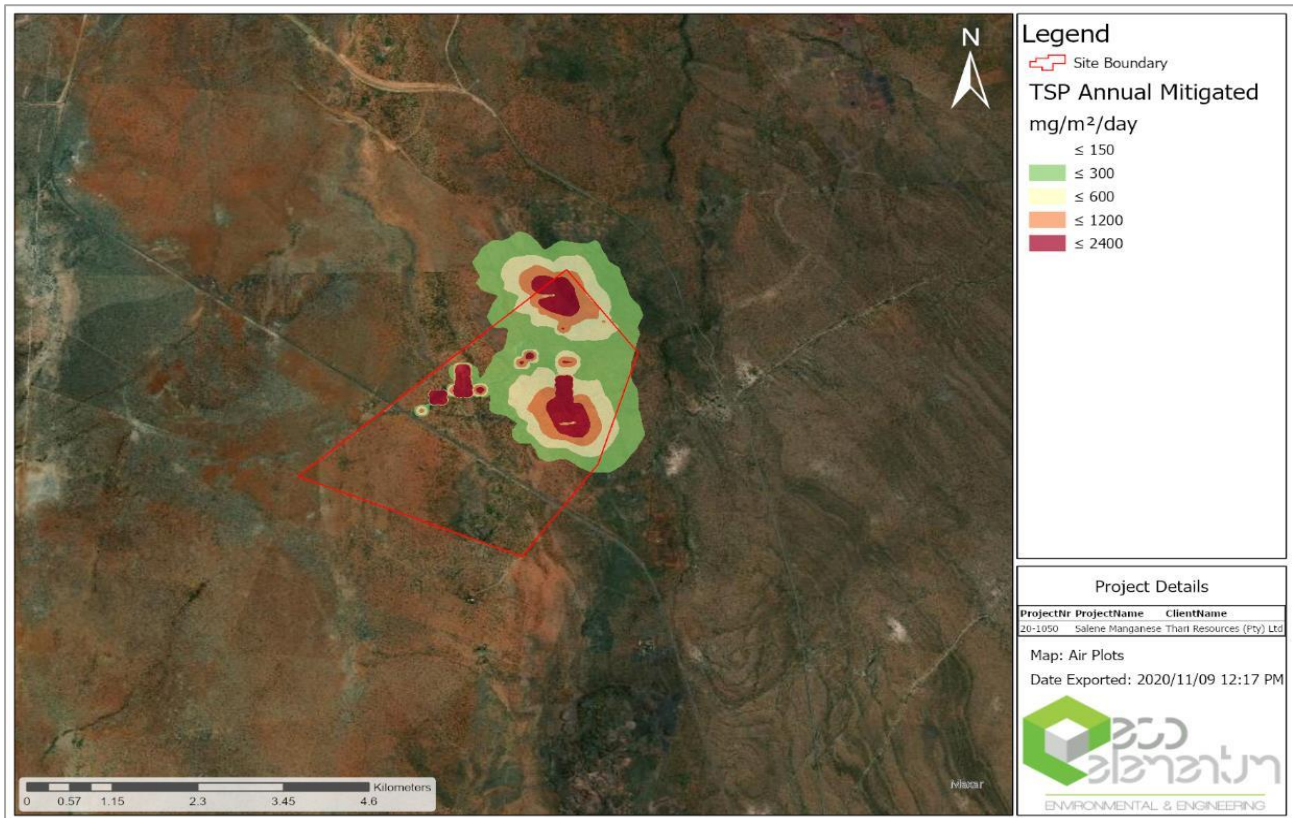 N
Legend
Site Boundary
TSP Annual Mitigated
mg/m²/day
≤ 150
≤ 300
≤ 600
≤ 1200
≤ 2400
Project Details
ProjectNr ProjectName ClientName
20-1050 Salene Manganese Thari Resources (Pty) Ltd
Map: Air Plots
Date Exported: 2020/11/09 12:17 PM
eco
elementum
ENVIRONMENTAL & ENGINEERING
Maxar
Kilometers
0 0.57 1.15 2.3 3.45 4.6